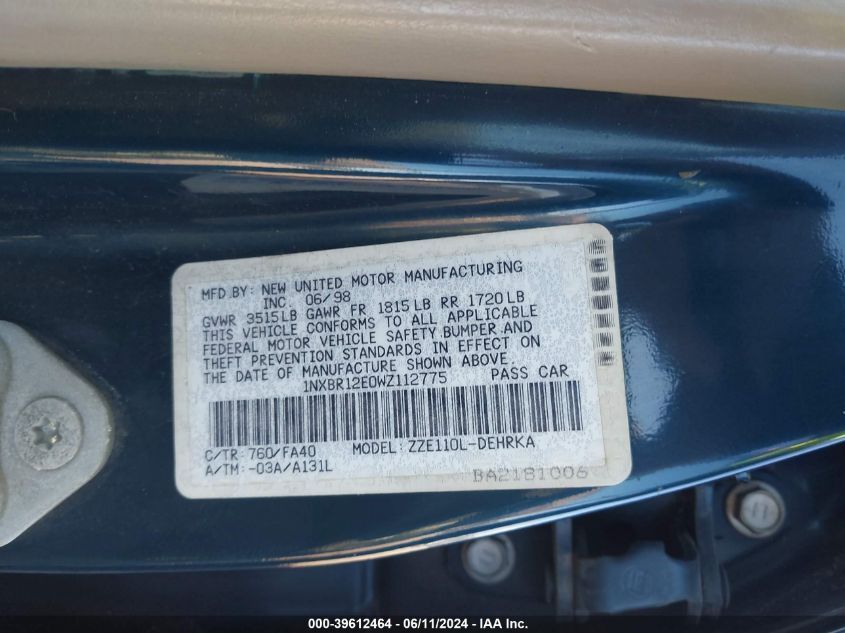 MFD BY: NEW UNITED MOTOR MANUFACTURING
INC. 06/98
GVWR 3515LB GAWR FR 1815LB RR 1720LB
THIS VEHICLE CONFORMS TO ALL APPLICABLE
FEDERAL MOTOR VEHICLE SAFETY BUMPER AND
THEFT PREVENTION STANDARDS IN EFFECT ON
THE DATE OF MANUFACTURE SHOWN ABOVE.
1NXBR12E0WZ112775 PASS CAR
C/TR: 760/FA40 MODEL: ZZE110L-DEHRKA
A/TM: -03A/A131L
BA2181006
000-39612464 - 06/11/2024 - IAA Inc.